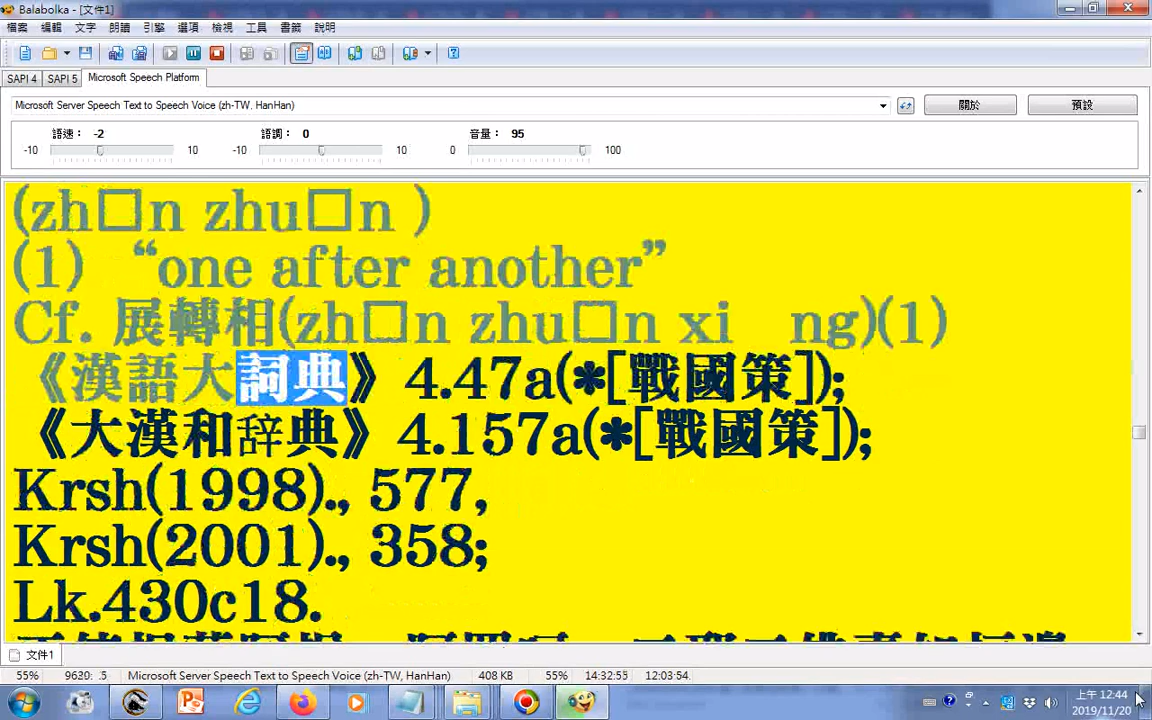 Balabolka - [文件1]
檔案 編輯 文字 朗讀 引擎 選項 檢視 工具 書籤 說明
SAPI 4 SAPI 5 Microsoft Speech Platform
Microsoft Server Speech Text to Speech Voice (zh-TW, HanHan) 關於 預設
語速： -2 語調： 0 音量： 95
-10 10 -10 10 0 100
(zh□n zhu□n )
(1) “one after another”
Cf. 展轉相(zh□n zhu□n xi ng)(1)
《漢語大詞典》 4.47a(*[戰國策]);
《大漢和辞典》 4.157a(*[戰國策]);
Krsh(1998)., 577,
Krsh(2001)., 358;
Lk.430c18.
文件1
55% 9620: .5 Microsoft Server Speech Text to Speech Voice (zh-TW, HanHan) 408 KB 55% 14:32:53 12:03:54.
上午 12:44
2019/11/20